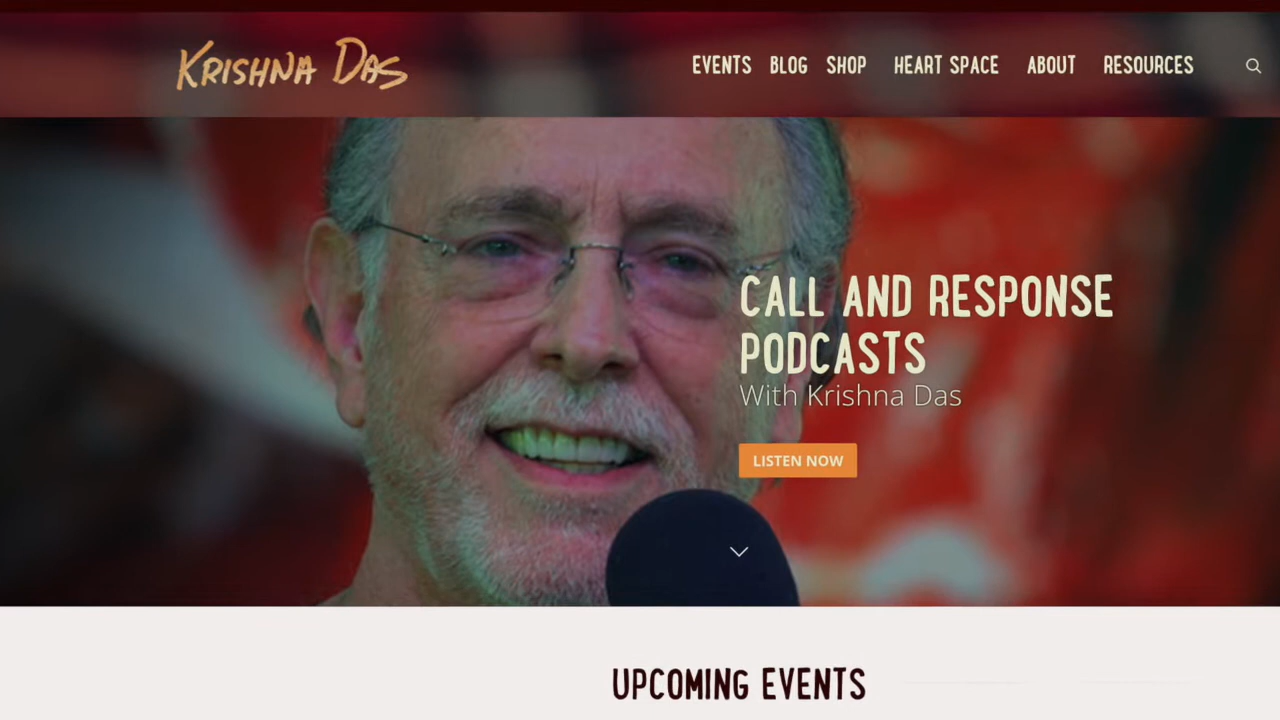 KRISHNA DAS
EVENTS BLOG SHOP HEART SPACE ABOUT RESOURCES
CALL AND RESPONSE
PODCASTS
With Krishna Das
LISTEN NOW
UPCOMING EVENTS